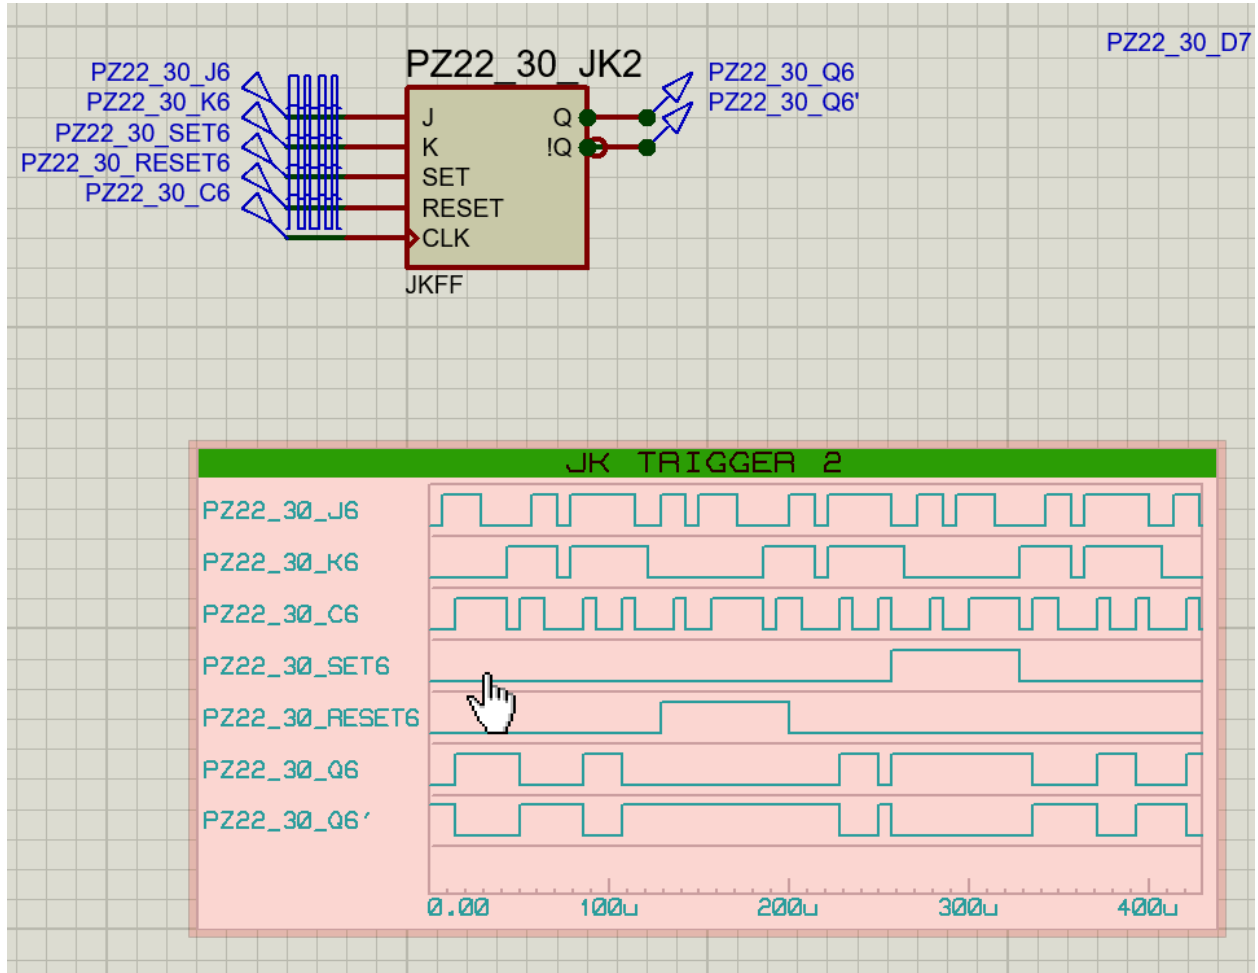 PZ22_30_D7
PZ22_30_JK2
PZ22_30_J6
PZ22_30_K6
PZ22_30_SET6
PZ22_30_RESET6
PZ22_30_C6
J
K
SET
RESET
CLK
Q
!Q
PZ22_30_Q6
PZ22_30_Q6'
JKFF
JK TRIGGER 2
PZ22_30_J6
PZ22_30_K6
PZ22_30_C6
PZ22_30_SET6
PZ22_30_RESET6
PZ22_30_Q6
PZ22_30_Q6'
0.00 100u 200u 300u 400u